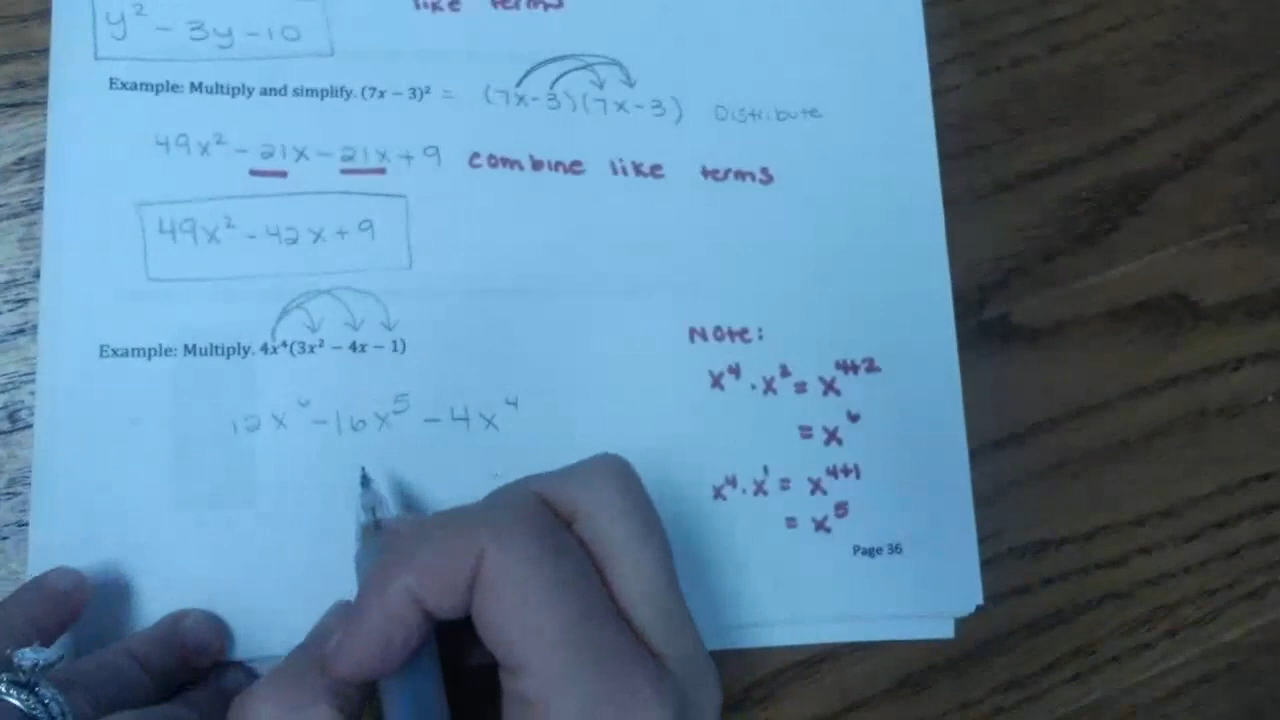 like terms
y² - 3y - 10
Example: Multiply and simplify. (7x − 3)² = (7x-3)(7x-3) Distribute
49x² - 21x - 21x + 9 combine like terms
49x² - 42x + 9
Example: Multiply. 4x⁴(3x² − 4x − 1)
12x⁶ - 16x⁵ - 4x⁴
Note:
x⁴ · x² = x⁴⁺²
= x⁶
x⁴ · x¹ = x⁴⁺¹
= x⁵
Page 36